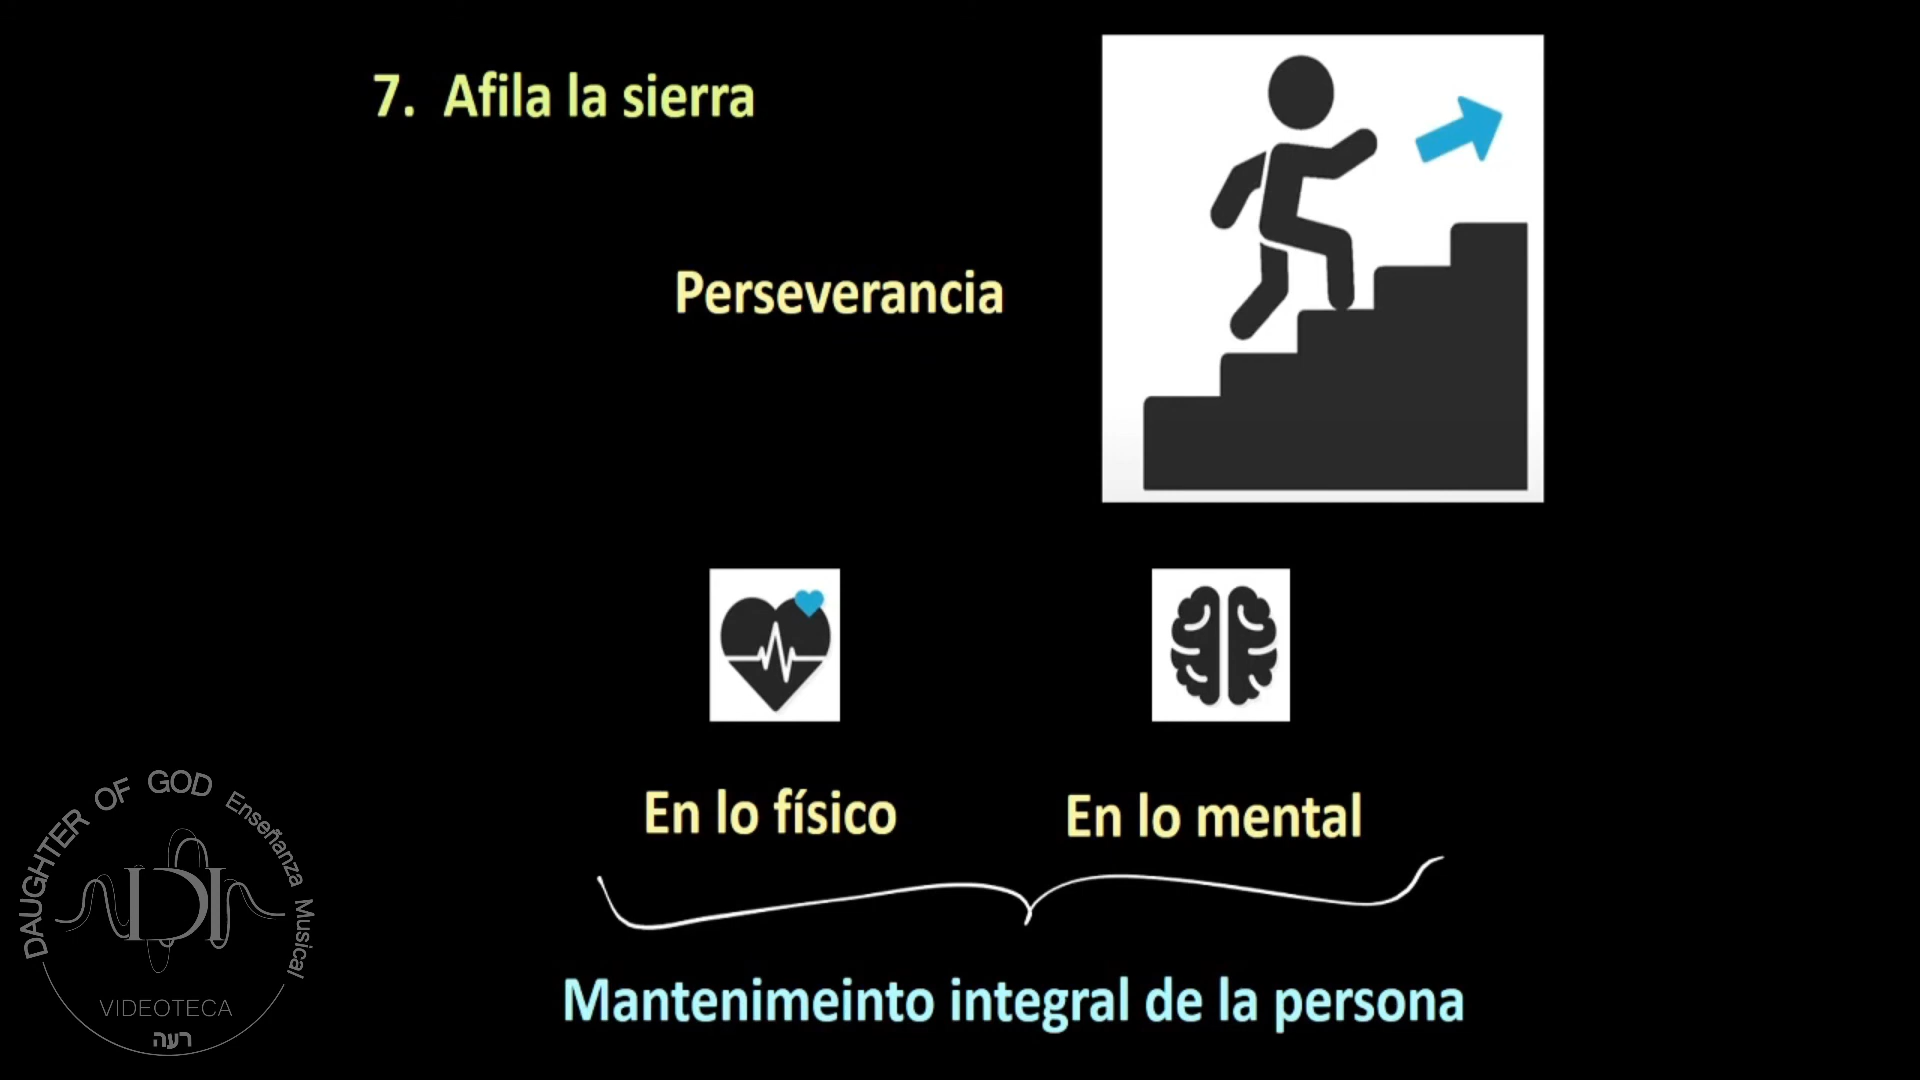 7. Afila la sierra
Perseverancia
En lo físico
En lo mental
Mantenimeinto integral de la persona
DAUGHTER OF GOD Enseñanza Musical
DI
VIDEOTECA
רעה